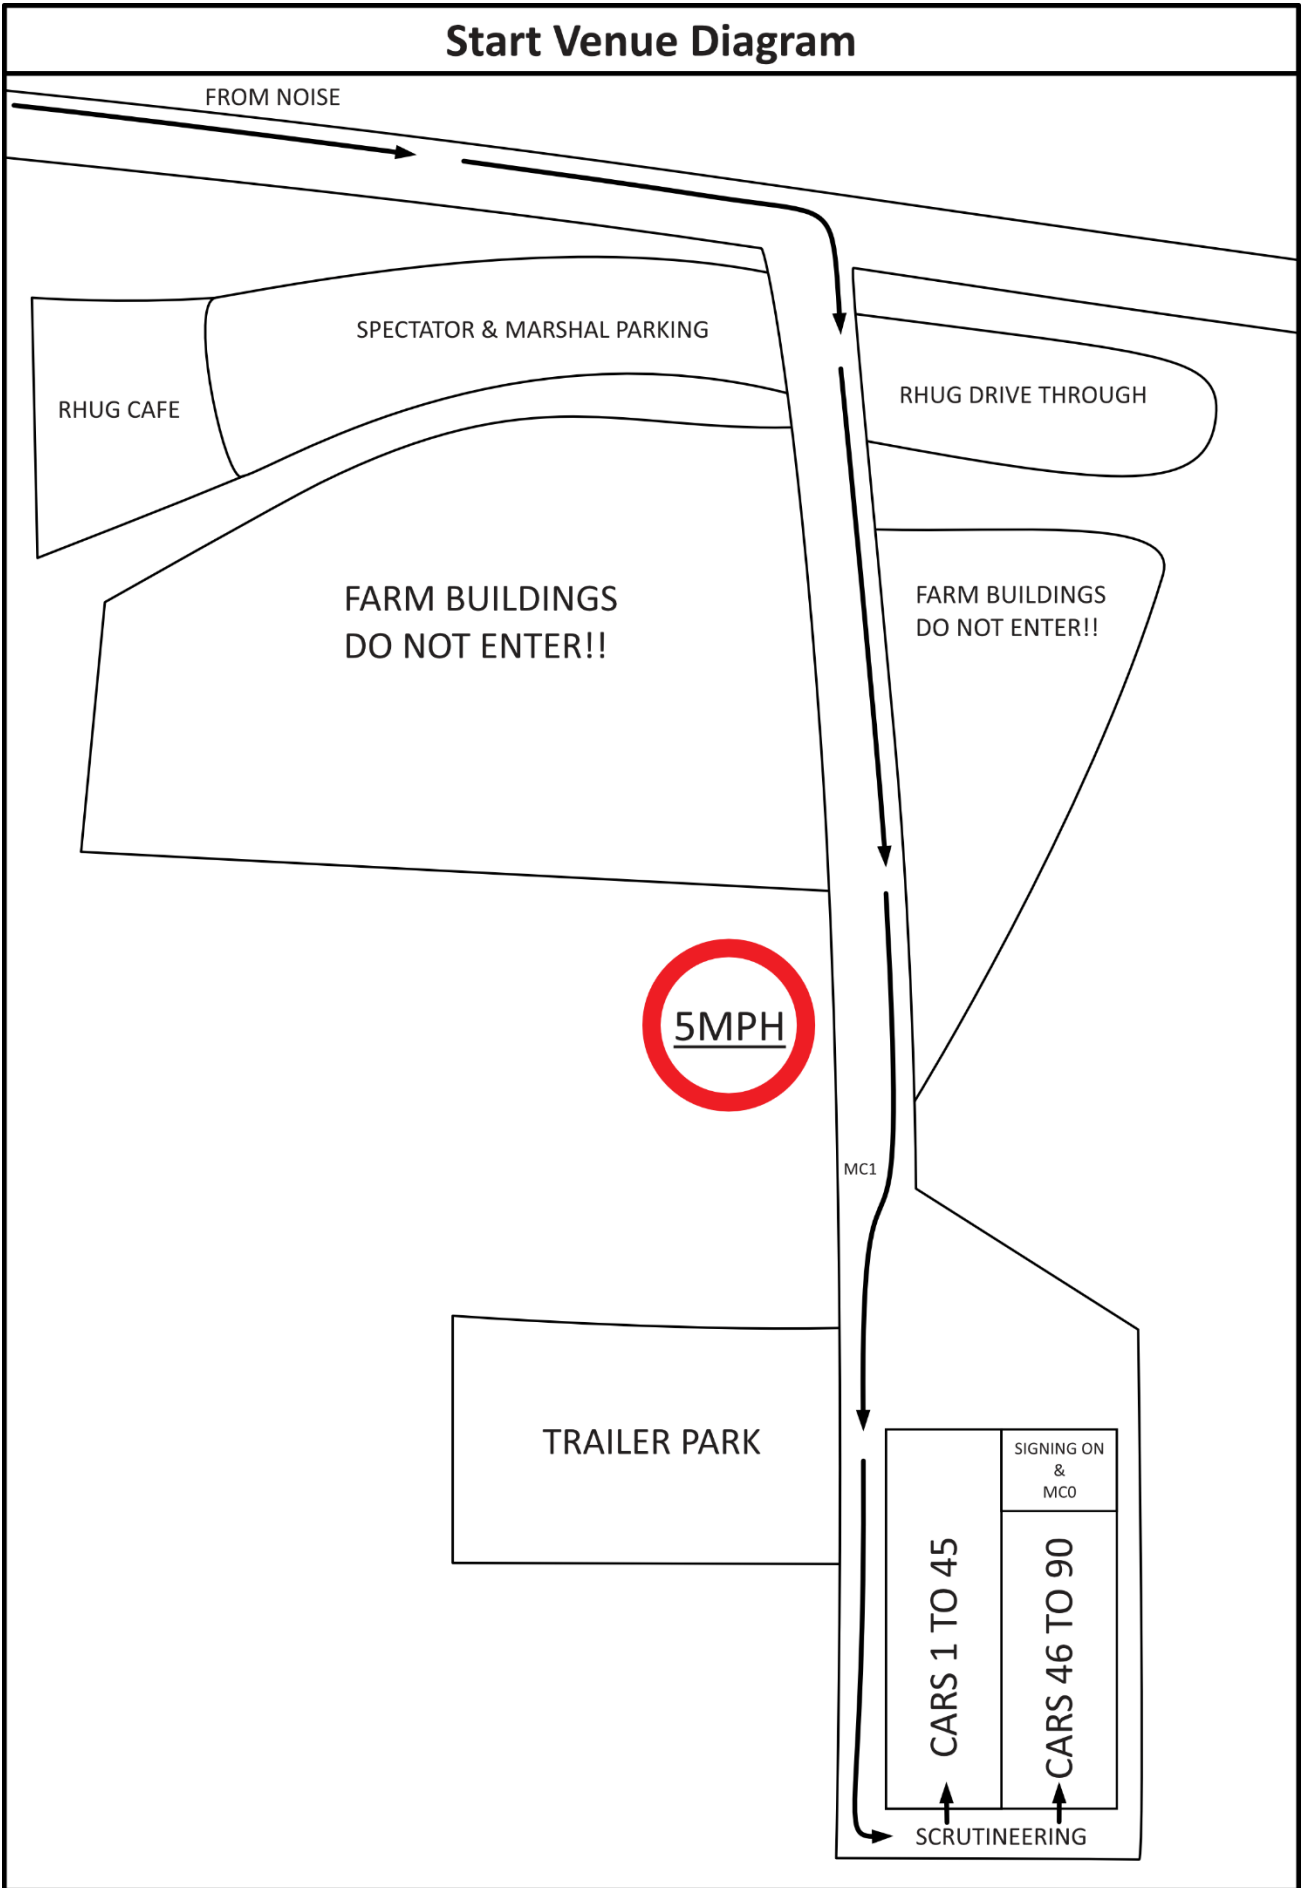 Start Venue Diagram
FROM NOISE
SPECTATOR & MARSHAL PARKING
RHUG CAFE
RHUG DRIVE THROUGH
FARM BUILDINGS
DO NOT ENTER!!
FARM BUILDINGS
DO NOT ENTER!!
5MPH
MC1
TRAILER PARK
SIGNING ON
&
MC0
CARS 1 TO 45
CARS 46 TO 90
SCRUTINEERING